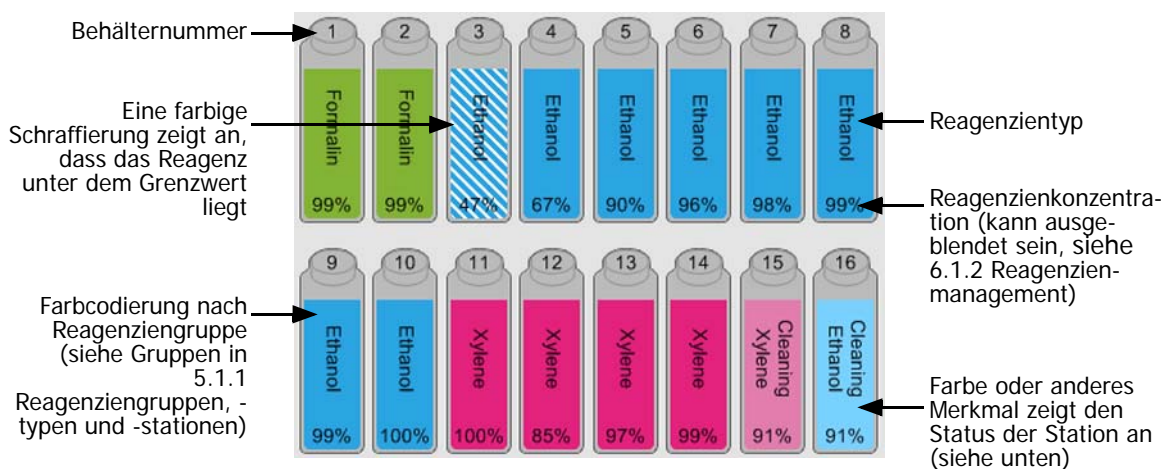 Behälternummer
1 2 3 4 5 6 7 8
Formalin Formalin Ethanol Ethanol Ethanol Ethanol Ethanol Ethanol
99% 99% 47% 67% 90% 96% 98% 99%
Eine farbige
Schraffierung zeigt an,
dass das Reagenz
unter dem Grenzwert
liegt
Reagenzientyp
Reagenzienkonzentra-
tion (kann ausge-
blendet sein, siehe
6.1.2 Reagenzien-
management)
9 10 11 12 13 14 15 16
Ethanol Ethanol Xylene Xylene Xylene Xylene Cleaning Xylene Cleaning Ethanol
99% 100% 100% 85% 97% 99% 91% 91%
Farbcodierung nach
Reagenziengruppe
(siehe Gruppen in
5.1.1
Reagenziengruppen, -
typen und -stationen)
Farbe oder anderes
Merkmal zeigt den
Status der Station an
(siehe unten)